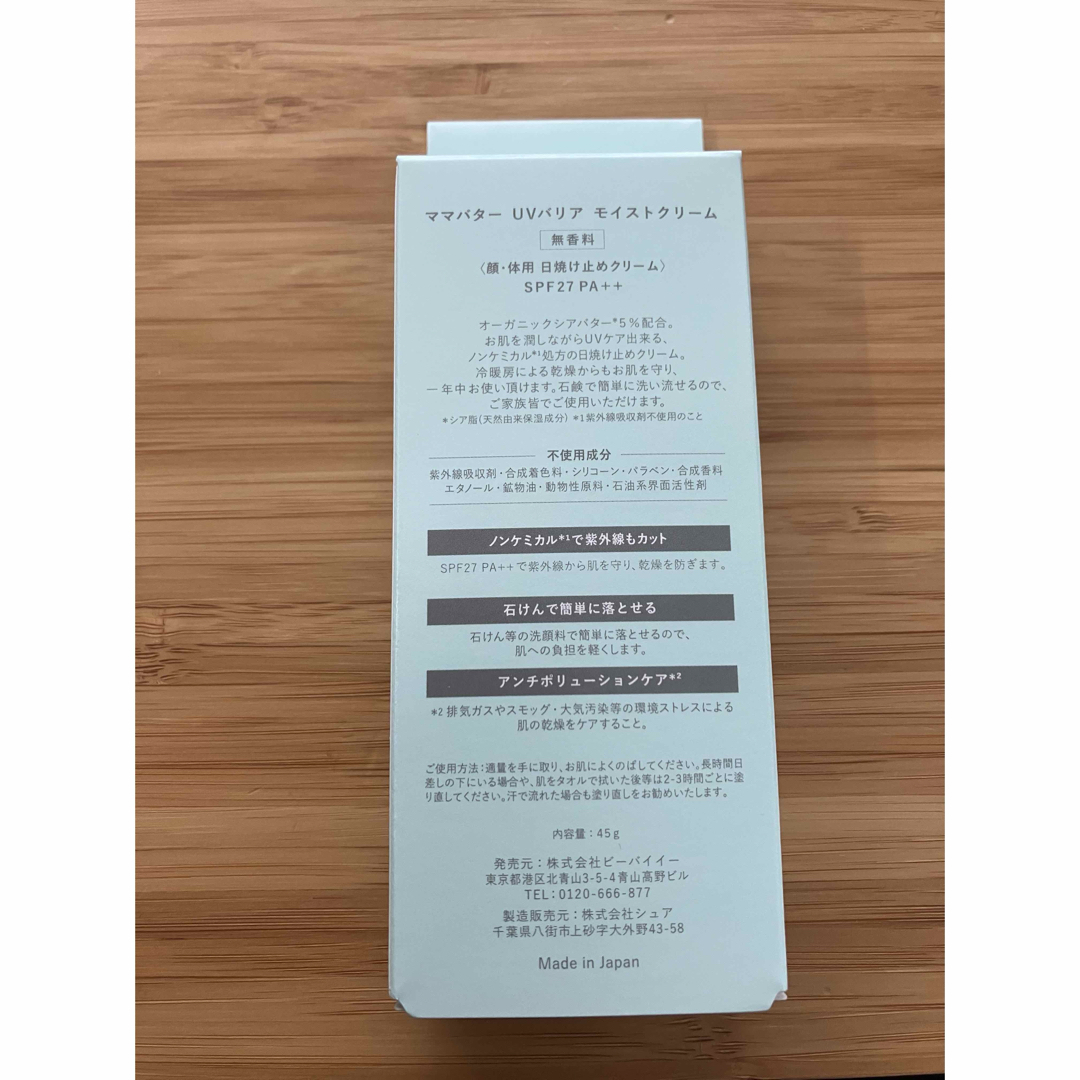 ママバター UVバリア モイストクリーム
無香料
〈顔・体用 日焼け止めクリーム〉
SPF27 PA++
オーガニックシアバター*5%配合。
お肌を潤しながらUVケア出来る、
ノンケミカル*1処方の日焼け止めクリーム。
冷暖房による乾燥からもお肌を守り、
一年中お使い頂けます。石鹸で簡単に洗い流せるので、
ご家族皆でご使用いただけます。
*シア脂(天然由来保湿成分) *1紫外線吸収剤不使用のこと
不使用成分
紫外線吸収剤・合成着色料・シリコーン・パラベン・合成香料
エタノール・鉱物油・動物性原料・石油系界面活性剤
ノンケミカル*1で紫外線もカット
SPF27 PA++で紫外線から肌を守り、乾燥を防ぎます。
石けんで簡単に落とせる
石けん等の洗顔料で簡単に落とせるので、
肌への負担を軽くします。
アンチポリューションケア*2
*2 排気ガスやスモッグ・大気汚染等の環境ストレスによる
肌の乾燥をケアすること。
ご使用方法:適量を手に取り、お肌によくのばしてください。長時間日
差しの下にいる場合や、肌をタオルで拭いた後等は2-3時間ごとに塗
り直してください。汗で流れた場合も塗り直しをお勧めいたします。
内容量:45g
発売元:株式会社ビーバイイー
東京都港区北青山3-5-4青山高野ビル
TEL:0120-666-877
製造販売元:株式会社シュア
千葉県八街市上砂字大外野43-58
Made in Japan